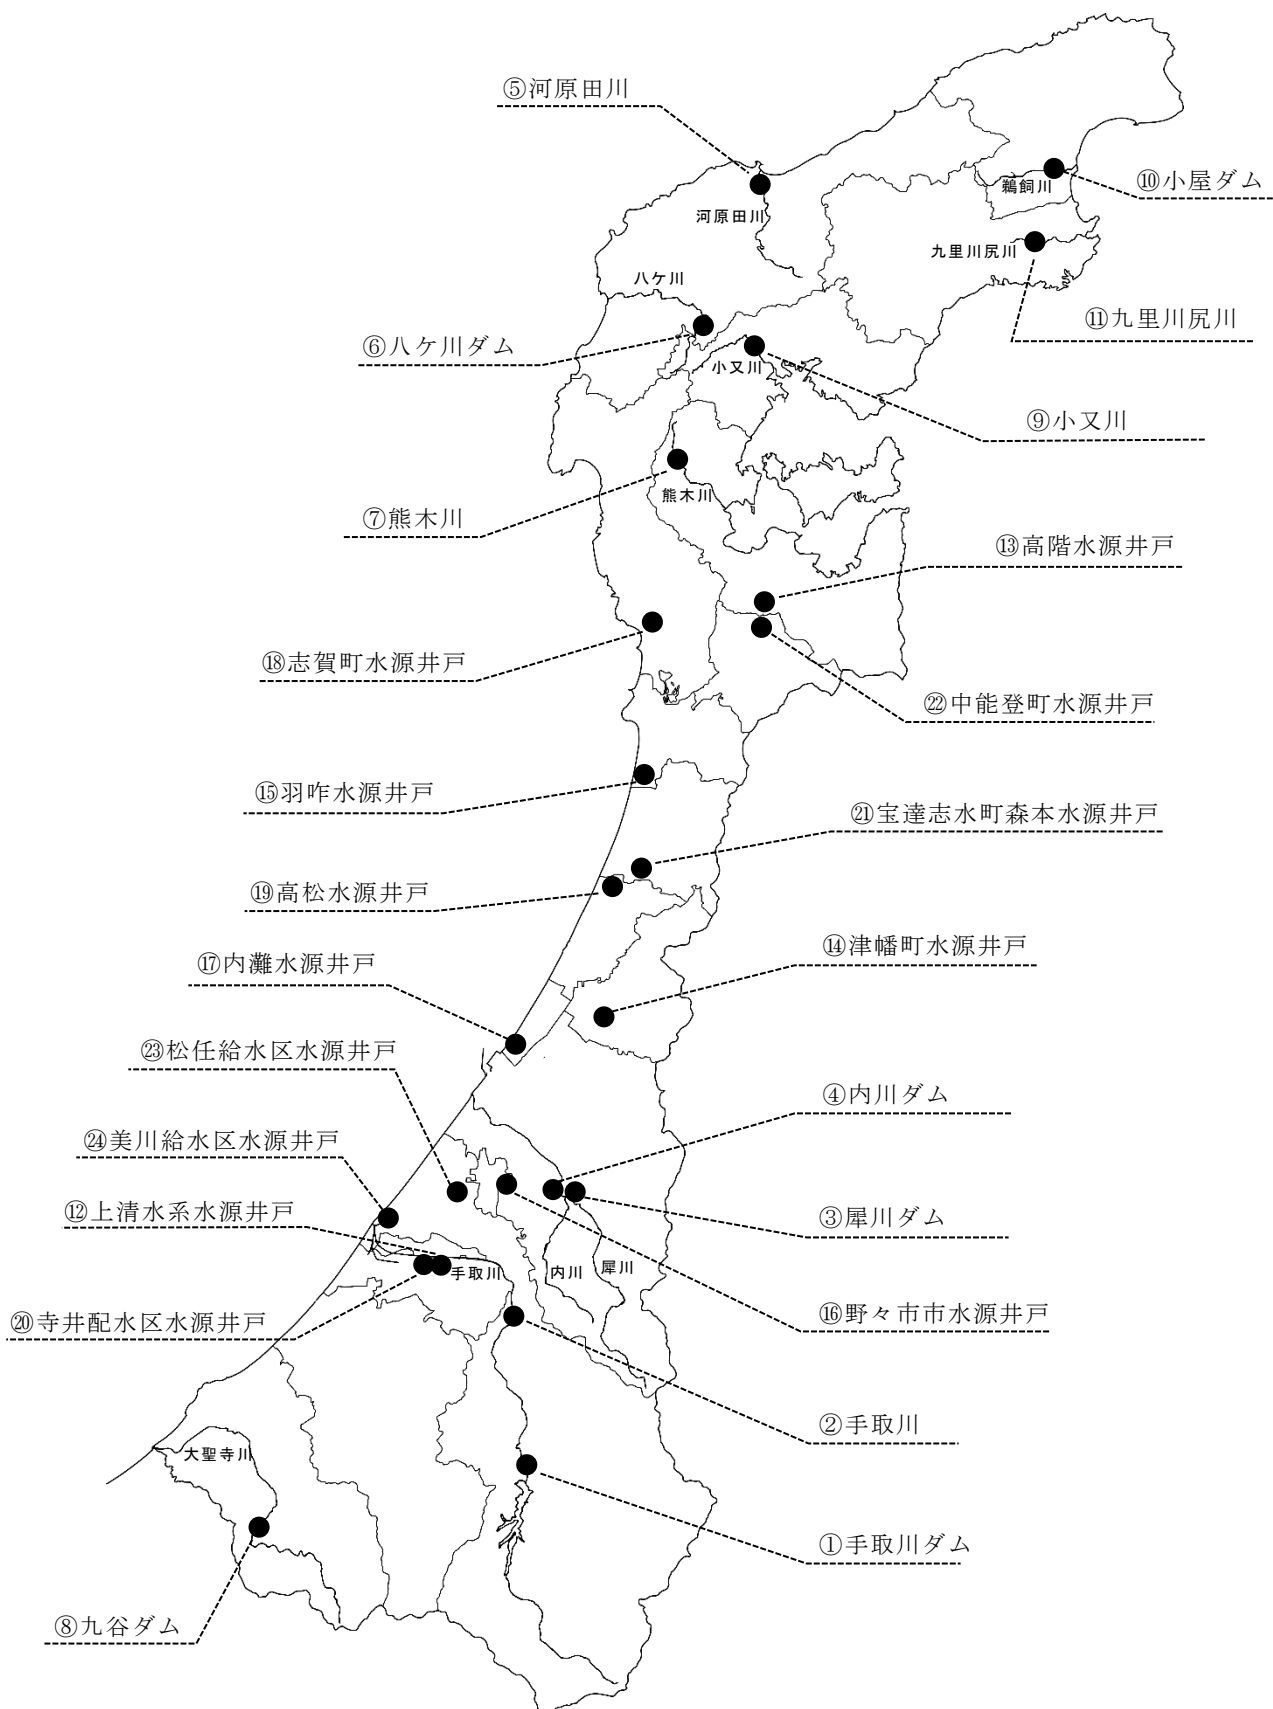 ⑤河原田川
⑩小屋ダム
鵜飼川
河原田川
九里川尻川
八ケ川
⑪九里川尻川
⑥八ケ川ダム
小又川
⑨小又川
熊木川
⑦熊木川
⑬高階水源井戸
⑱志賀町水源井戸
㉒中能登町水源井戸
⑮羽咋水源井戸
㉑宝達志水町森本水源井戸
⑲高松水源井戸
⑭津幡町水源井戸
⑰内灘水源井戸
㉓松任給水区水源井戸
④内川ダム
㉔美川給水区水源井戸
⑫上清水系水源井戸
③犀川ダム
手取川
内川
犀川
⑳寺井配水区水源井戸
⑯野々市市水源井戸
②手取川
大聖寺川
①手取川ダム
⑧九谷ダム